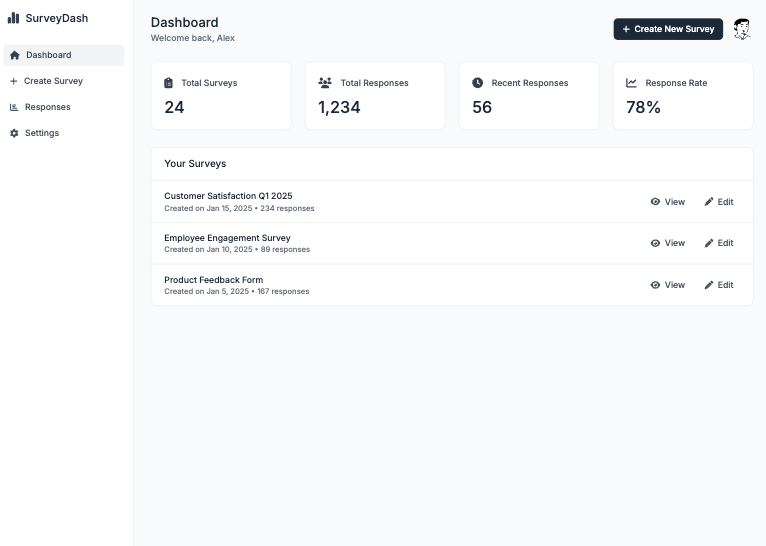 SurveyDash
Dashboard
Create Survey
Responses
Settings
Dashboard
Welcome back, Alex
Create New Survey
Total Surveys
24
Total Responses
1,234
Recent Responses
56
Response Rate
78%
Your Surveys
Customer Satisfaction Q1 2025
Created on Jan 15, 2025 • 234 responses
View Edit
Employee Engagement Survey
Created on Jan 10, 2025 • 89 responses
View Edit
Product Feedback Form
Created on Jan 5, 2025 • 167 responses
View Edit